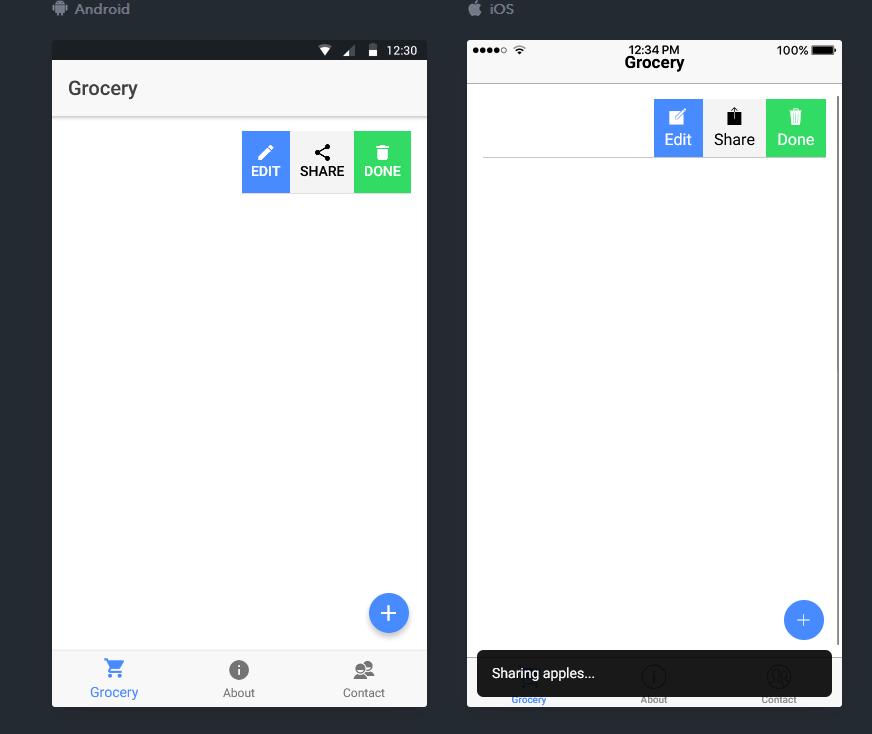 Android
12:30
Grocery
EDIT SHARE DONE
Grocery About Contact
iOS
12:34 PM 100%
Grocery
Edit Share Done
Sharing apples...
Grocery About Contact